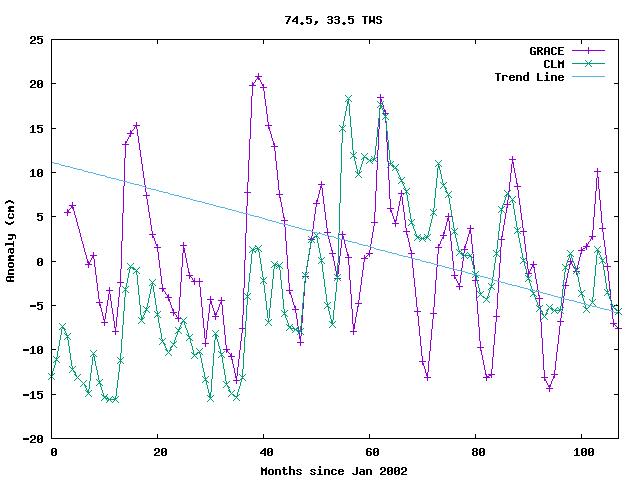 74.5, 33.5 TWS
GRACE
CLM
Trend Line
Anomaly (cm)
25
20
15
10
5
0
-5
-10
-15
-20
0 20 40 60 80 100
Months since Jan 2002